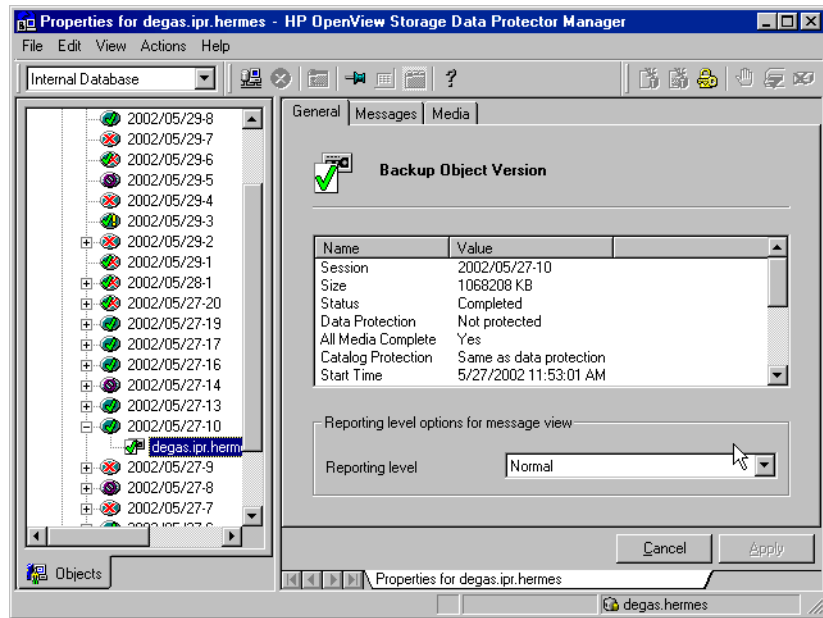 Properties for degas.ipr.hermes - HP OpenView Storage Data Protector Manager
File Edit View Actions Help
Internal Database
2002/05/29-8
2002/05/29-7
2002/05/29-6
2002/05/29-5
2002/05/29-4
2002/05/29-3
2002/05/29-2
2002/05/29-1
2002/05/28-1
2002/05/27-20
2002/05/27-19
2002/05/27-17
2002/05/27-16
2002/05/27-14
2002/05/27-13
2002/05/27-10
degas.ipr.herm
2002/05/27-9
2002/05/27-8
2002/05/27-7
Objects
General Messages Media
Backup Object Version
Name Value
Session 2002/05/27-10
Size 1068208 KB
Status Completed
Data Protection Not protected
All Media Complete Yes
Catalog Protection Same as data protection
Start Time 5/27/2002 11:53:01 AM
Reporting level options for message view
Reporting level Normal
Cancel Apply
Properties for degas.ipr.hermes
degas.hermes